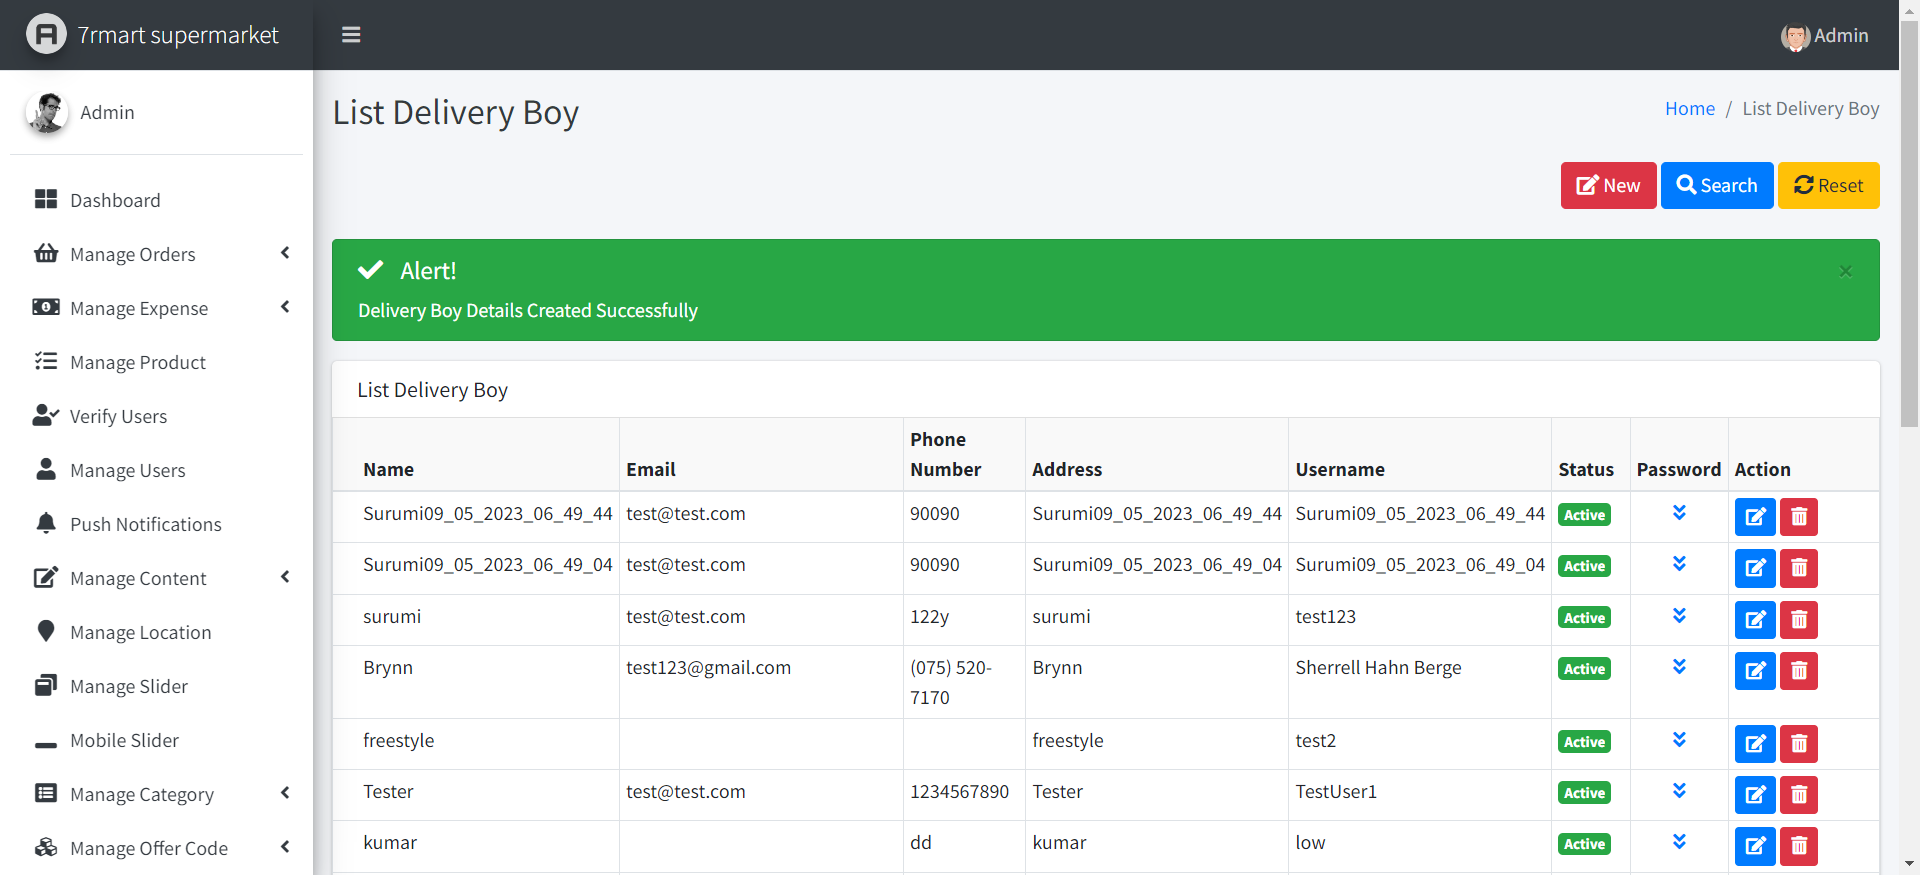 7rmart supermarket
Admin
Admin
Dashboard
Manage Orders
Manage Expense
Manage Product
Verify Users
Manage Users
Push Notifications
Manage Content
Manage Location
Manage Slider
Mobile Slider
Manage Category
Manage Offer Code
List Delivery Boy
Home / List Delivery Boy
New Search Reset
Alert! ×
Delivery Boy Details Created Successfully
List Delivery Boy
Name Email Phone Number Address Username Status Password Action
Surumi09_05_2023_06_49_44 test@test.com 90090 Surumi09_05_2023_06_49_44 Surumi09_05_2023_06_49_44 Active
Surumi09_05_2023_06_49_04 test@test.com 90090 Surumi09_05_2023_06_49_04 Surumi09_05_2023_06_49_04 Active
surumi test@test.com 122y surumi test123 Active
Brynn test123@gmail.com (075) 520-7170 Brynn Sherrell Hahn Berge Active
freestyle freestyle test2 Active
Tester test@test.com 1234567890 Tester TestUser1 Active
kumar dd kumar low Active